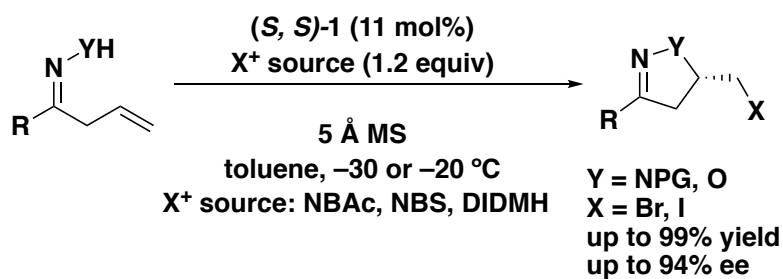 YH
N
R
(S, S)-1 (11 mol%)
X⁺ source (1.2 equiv)
5 Å MS
toluene, –30 or –20 ºC
X⁺ source: NBAc, NBS, DIDMH
N Y
R
X
Y = NPG, O
X = Br, I
up to 99% yield
up to 94% ee